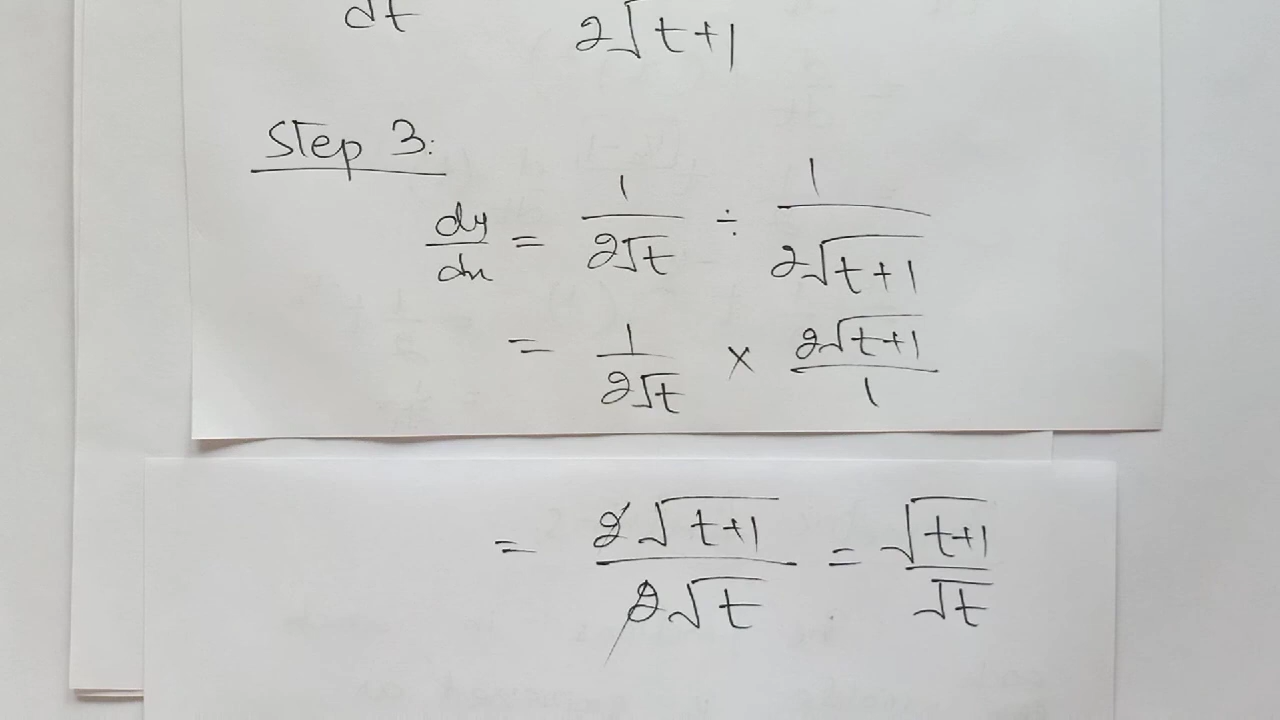 dt 2√t+1
Step 3:
dy/dx = 1/2√t ÷ 1/2√(t+1)
= 1/2√t × 2√(t+1)/1
= 2√(t+1)/2√t = √(t+1)/√t